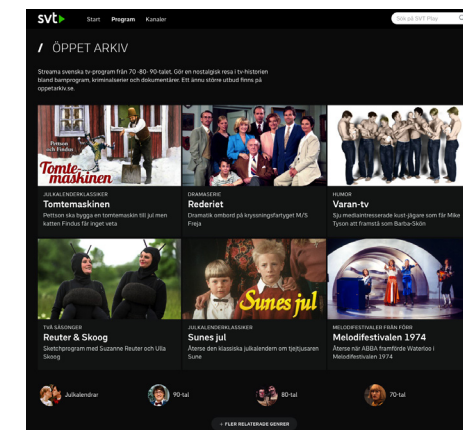 svt
Start Program Kanaler
Sök på SVT Play
/ ÖPPET ARKIV
Streama svenska tv-program från 70 -80- 90-talet. Gör en nostalgisk resa i tv-historien
bland barnprogram, kriminalserier och dokumentärer. Ett ännu större utbud finns på
oppetarkiv.se.
Pettson
och Findus
Tomte-
maskinen
JULKALENDERKLASSIKER
Tomtemaskinen
Pettson ska bygga en tomtemaskin till jul men
katten Findus får inget veta
DRAMASERIE
Rederiet
Dramatik ombord på kryssningsfartyget M/S
Freja
HUMOR
Varan-tv
Sju mediaintresserade kust-jägare som får Mike
Tyson att framstå som Barba-Skön
TVÅ SÄSONGER
Reuter & Skoog
Sketchprogram med Suzanne Reuter och Ulla
Skoog
Sunes jul
JULKALENDERKLASSIKER
Sunes jul
Återse den klassiska julkalendern om tjejtjusaren
Sune
MELODIFESTIVALER FRÅN FÖRR
Melodifestivalen 1974
Återse när ABBA framförde Waterloo i
Melodifestivalen 1974
Julkalendrar
90-tal
80-tal
70-tal
+ FLER RELATERADE GENRER